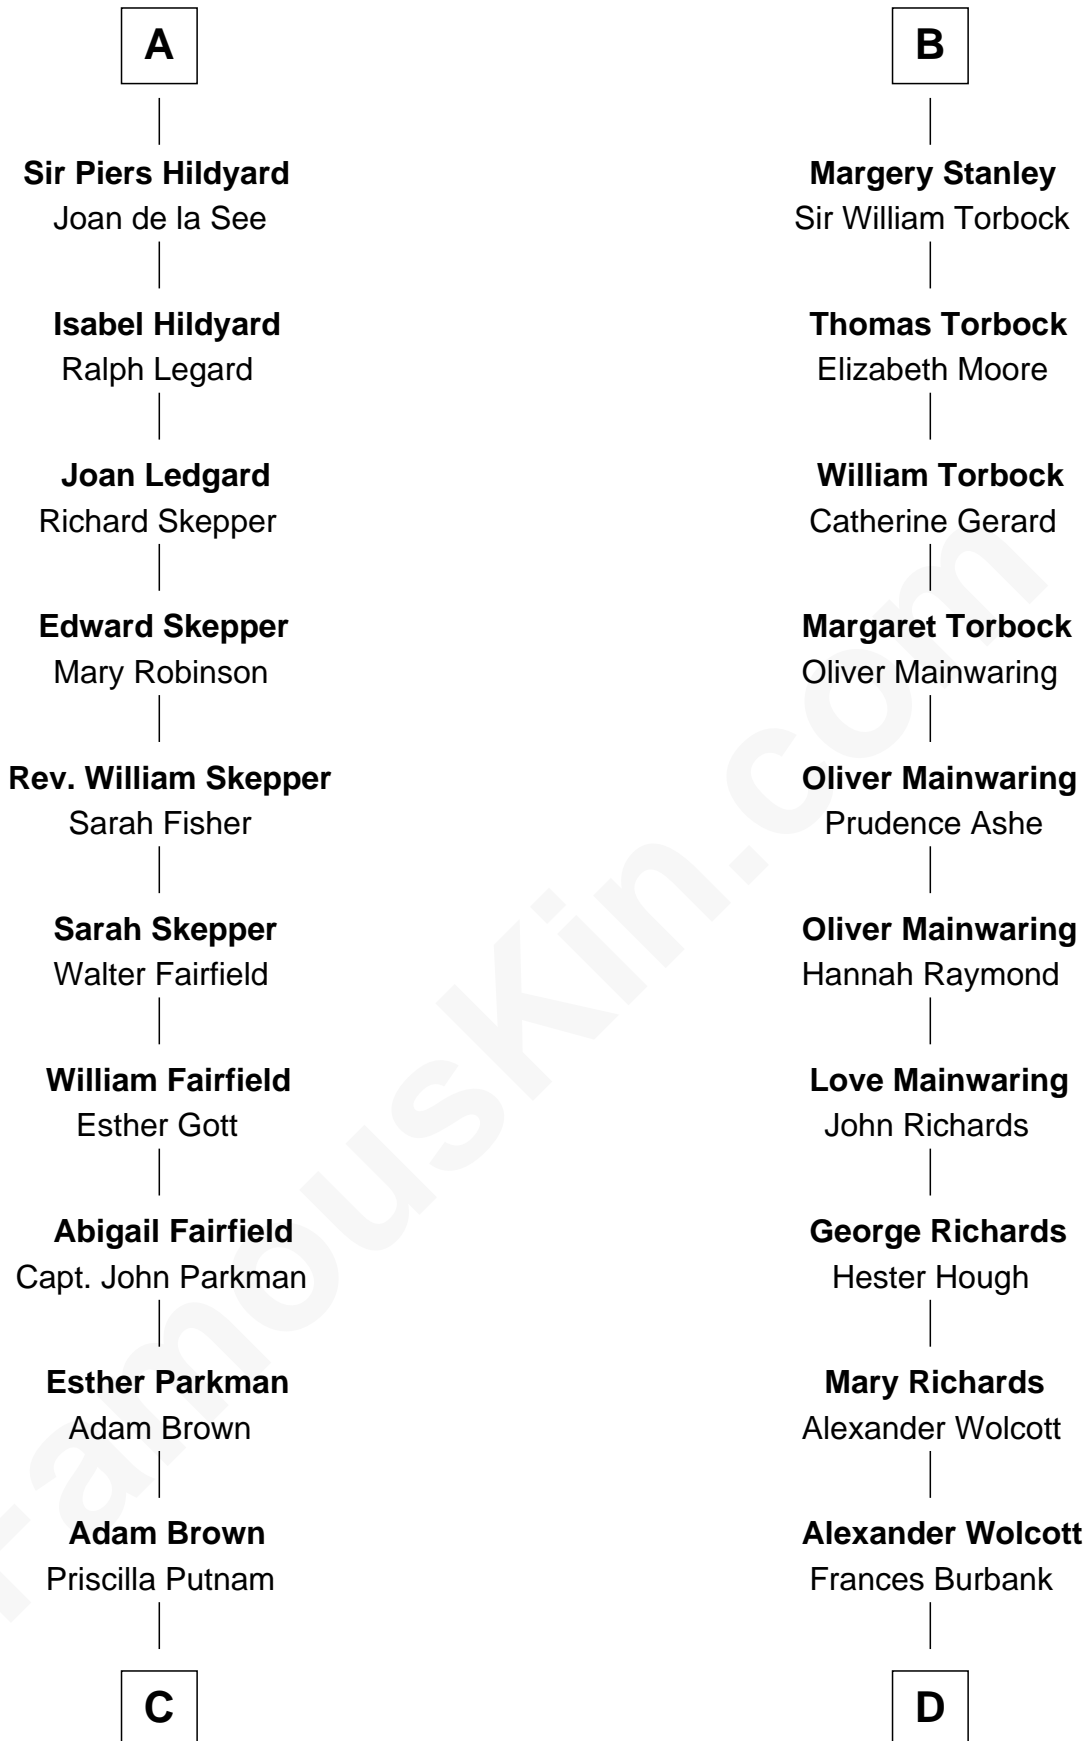 A
Sir Piers Hildyard
Joan de la See
Isabel Hildyard
Ralph Legard
Joan Ledgard
Richard Skepper
Edward Skepper
Mary Robinson
Rev. William Skepper
Sarah Fisher
Sarah Skepper
Walter Fairfield
William Fairfield
Esther Gott
Abigail Fairfield
Capt. John Parkman
Esther Parkman
Adam Brown
Adam Brown
Priscilla Putnam
C
B
Margery Stanley
Sir William Torbock
Thomas Torbock
Elizabeth Moore
William Torbock
Catherine Gerard
Margaret Torbock
Oliver Mainwaring
Oliver Mainwaring
Prudence Ashe
Oliver Mainwaring
Hannah Raymond
Love Mainwaring
John Richards
George Richards
Hester Hough
Mary Richards
Alexander Wolcott
Alexander Wolcott
Frances Burbank
D
FamousKin.com